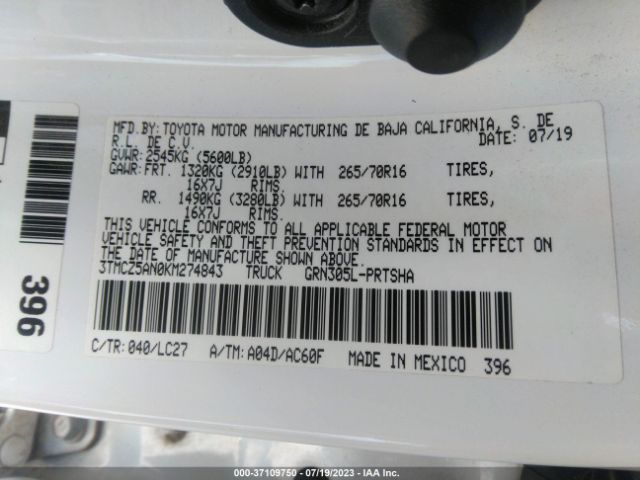 MFD.BY:TOYOTA MOTOR MANUFACTURING DE BAJA CALIFORNIA, S. DE
R.L. DE C.V. DATE: 07/19
GVWR:2545KG (5600LB)
GAWR:FRT. 1320KG (2910LB) WITH 265/70R16 TIRES,
16X7J RIMS.
RR. 1490KG (3280LB) WITH 265/70R16 TIRES,
16X7J RIMS.
THIS VEHICLE CONFORMS TO ALL APPLICABLE FEDERAL MOTOR
VEHICLE SAFETY AND THEFT PREVENTION STANDARDS IN EFFECT ON
THE DATE OF MANUFACTURE SHOWN ABOVE.
3TMCZ5AN0KM274843 TRUCK GRN305L-PRTSHA
C/TR:040/LC27 A/TM:A04D/AC60F MADE IN MEXICO 396
396
000-37109750 - 07/19/2023 - IAA Inc.